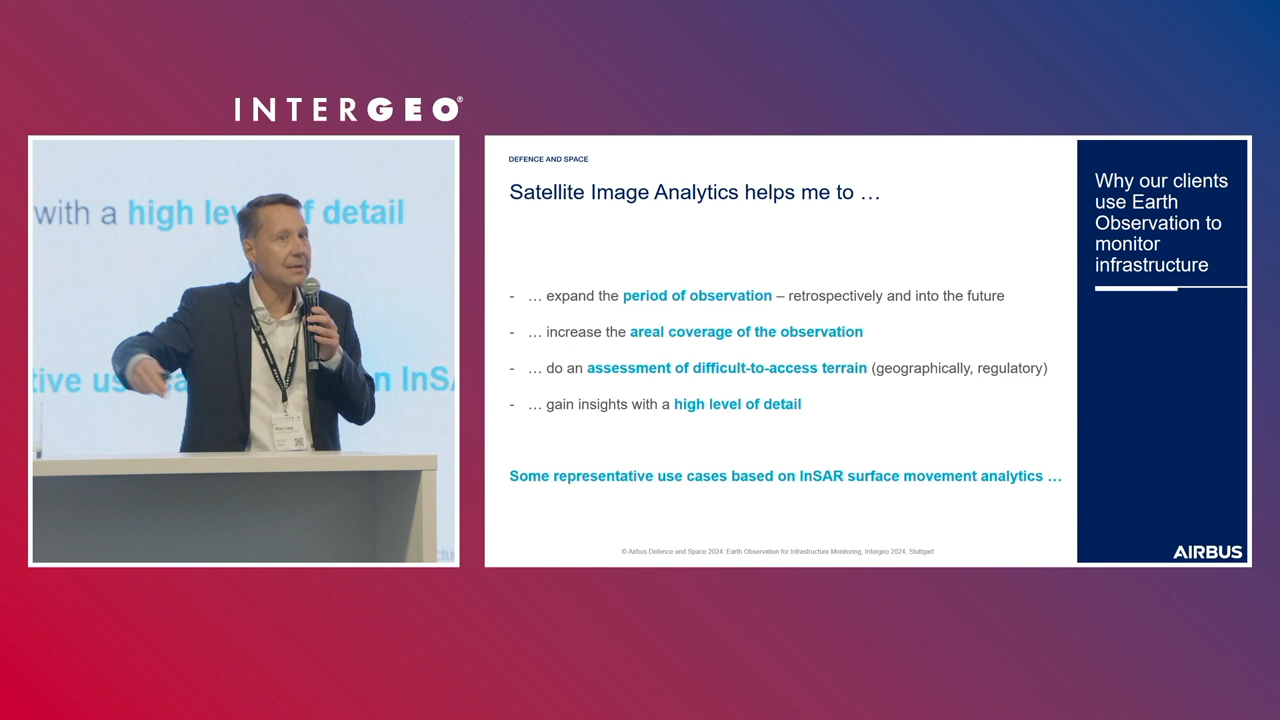 INTERGEO®
with a high lev f detail
tive us n InSA
DEFENCE AND SPACE
Satellite Image Analytics helps me to …
- … expand the period of observation – retrospectively and into the future
- … increase the areal coverage of the observation
- … do an assessment of difficult-to-access terrain (geographically, regulatory)
- … gain insights with a high level of detail
Some representative use cases based on InSAR surface movement analytics …
© Airbus Defence and Space 2024: Earth Observation for Infrastructure Monitoring, Intergeo 2024, Stuttgart
Why our clients
use Earth
Observation to
monitor
infrastructure
AIRBUS